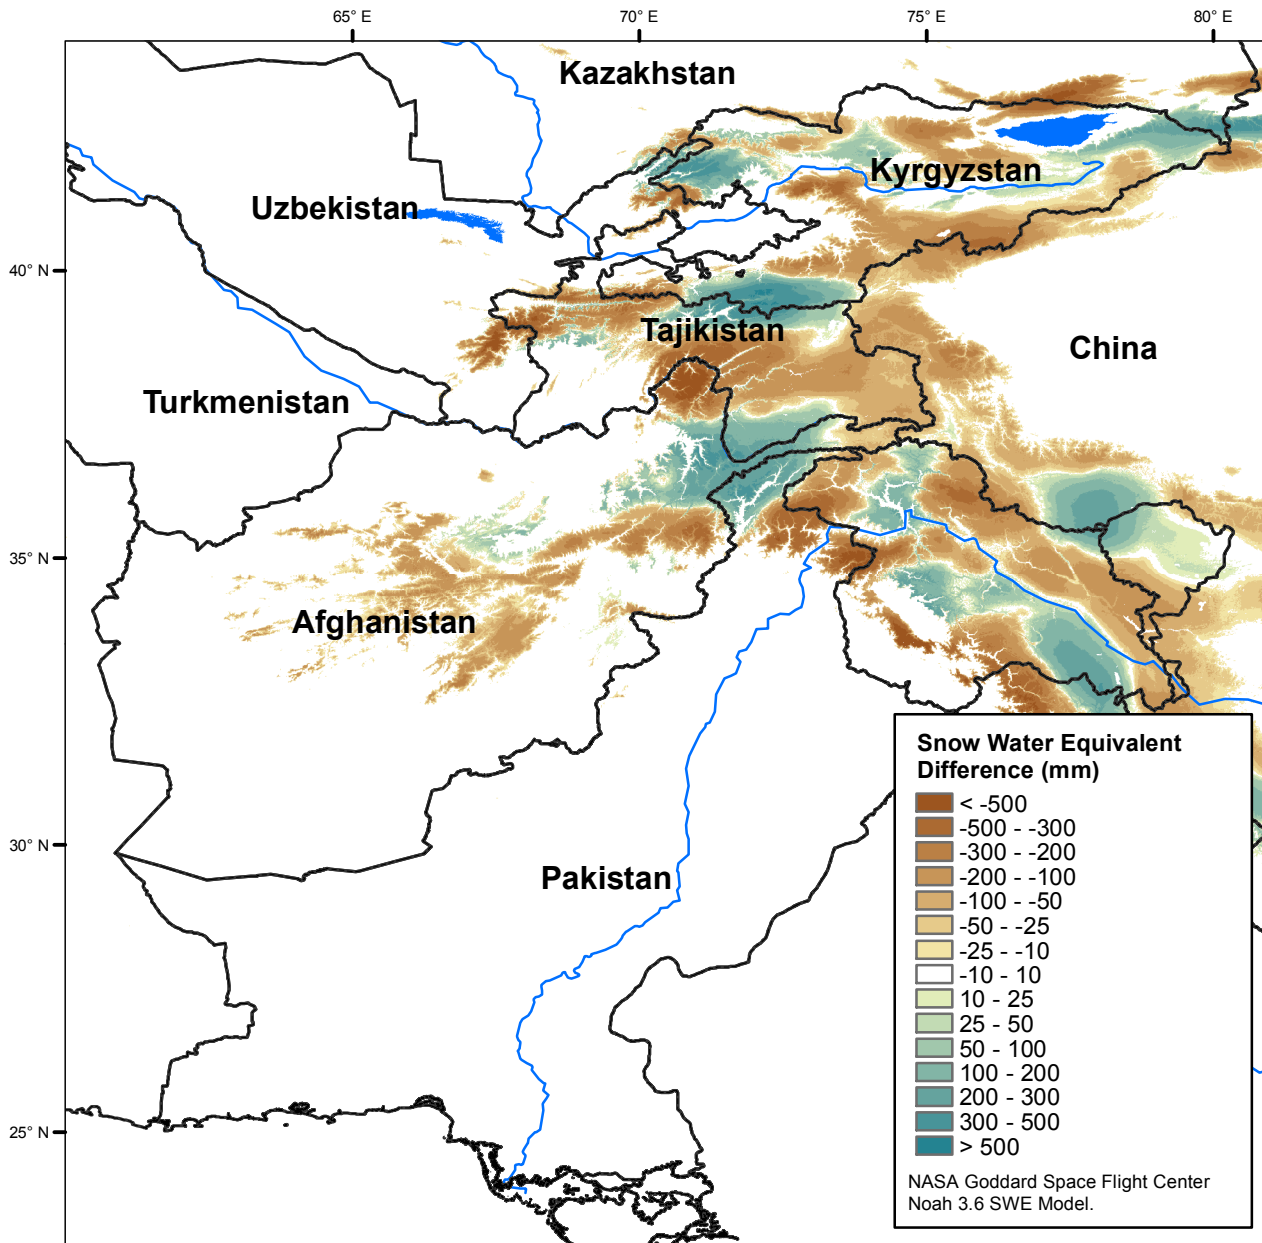 65° E
70° E
75° E
80° E
Kazakhstan
Kyrgyzstan
Uzbekistan
40° N
Tajikistan
China
Turkmenistan
35° N
Afghanistan
Snow Water Equivalent
Difference (mm)
< -500
-500 - -300
-300 - -200
-200 - -100
-100 - -50
-50 - -25
-25 - -10
-10 - 10
10 - 25
25 - 50
50 - 100
100 - 200
200 - 300
300 - 500
> 500
NASA Goddard Space Flight Center
Noah 3.6 SWE Model.
30° N
Pakistan
25° N